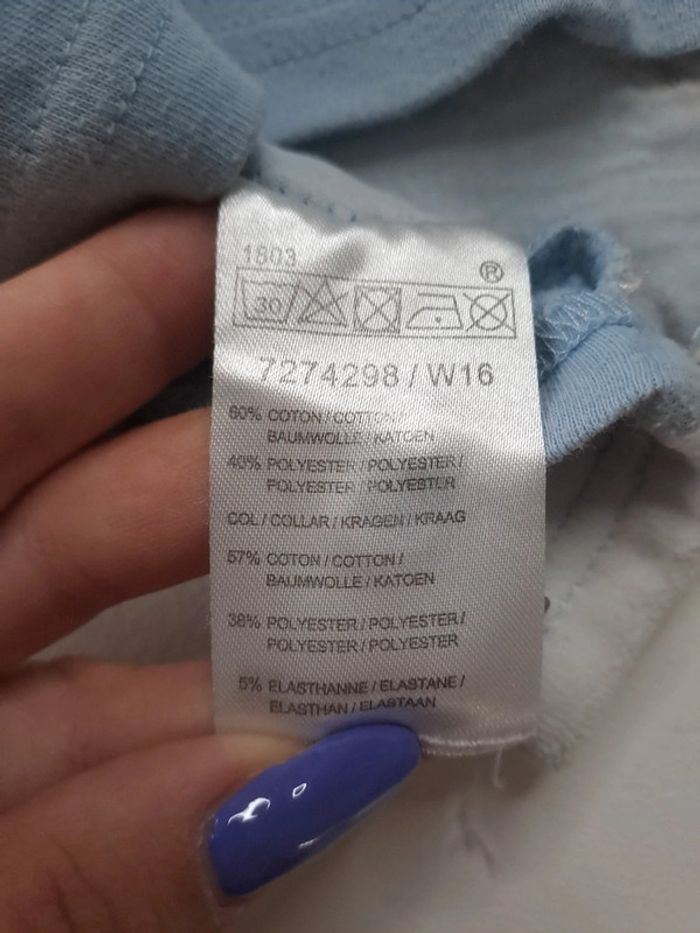 1803
®
30
7274298 / W16
60% COTON / COTTON /
BAUMWOLLE / KATOEN
40% POLYESTER / POLYESTER /
POLYESTER / POLYESTER
COL / COLLAR / KRAGEN / KRAAG
57% COTON / COTTON /
BAUMWOLLE / KATOEN
38% POLYESTER / POLYESTER /
POLYESTER / POLYESTER
5% ELASTHANNE / ELASTANE /
ELASTHAN / ELASTAAN